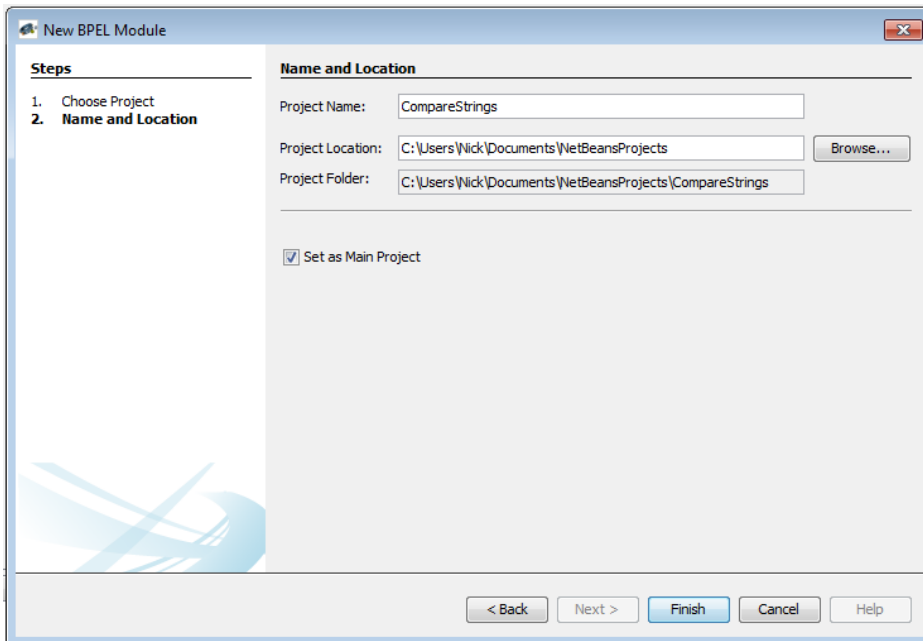 New BPEL Module
Steps
1. Choose Project
2. Name and Location
Name and Location
Project Name: CompareStrings
Project Location: C:\Users\Nick\Documents\NetBeansProjects Browse...
Project Folder: C:\Users\Nick\Documents\NetBeansProjects\CompareStrings
Set as Main Project
< Back Next > Finish Cancel Help